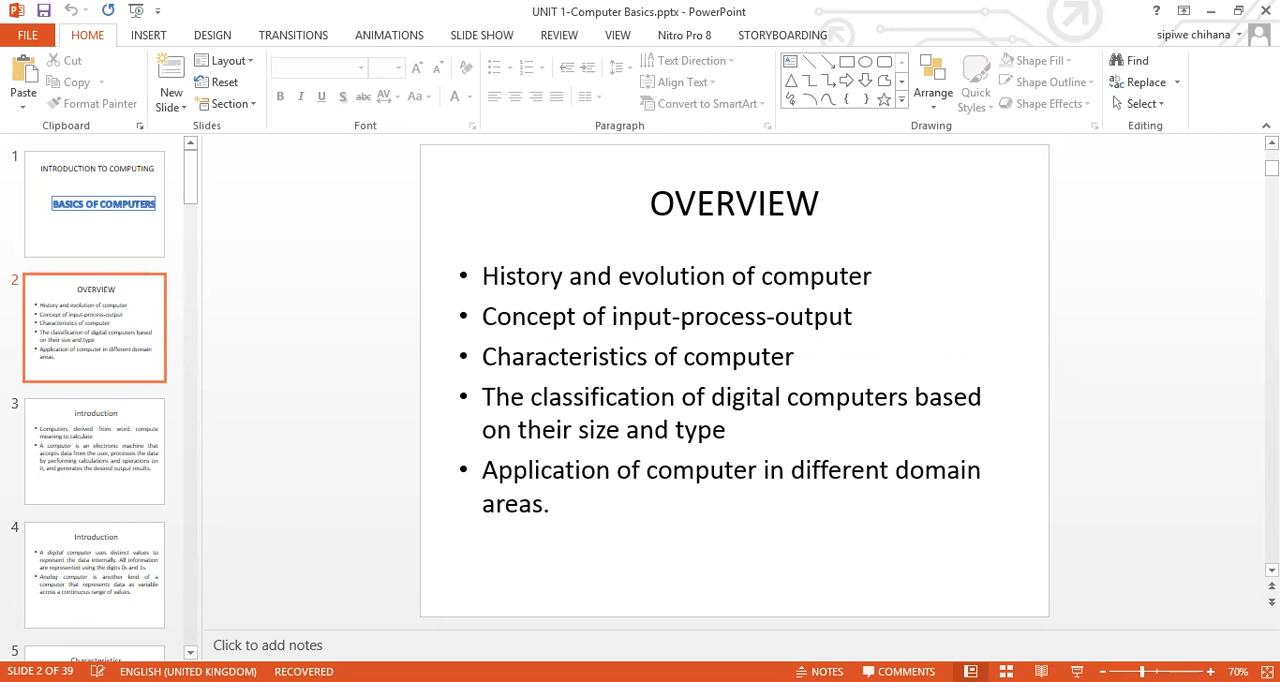 UNIT 1-Computer Basics.pptx - PowerPoint
?
FILE HOME INSERT DESIGN TRANSITIONS ANIMATIONS SLIDE SHOW REVIEW VIEW Nitro Pro 8 STORYBOARDING sipiwe chihana
Paste
Cut
Copy
Format Painter
Clipboard
New
Slide
Layout
Reset
Section
Slides
B I U S abc AV Aa A
Font
Text Direction
Align Text
Convert to SmartArt
Paragraph
Arrange
Quick
Styles
Shape Fill
Shape Outline
Shape Effects
Drawing
Find
Replace
Select
Editing
1
INTRODUCTION TO COMPUTING
BASICS OF COMPUTERS
2
OVERVIEW
• History and evolution of computer
• Concept of input-process-output
• Characteristics of computer
• The classification of digital computers based
on their size and type
• Application of computer in different domain
areas.
3
introduction
• Computers derived from word compute
meaning to calculate
• A computer is an electronic machine that
accepts data from the user, processes the data
by performing calculations and operations on
it, and generates the desired output results.
4
Introduction
• A digital computer uses distinct values to
represent the data internally. All information
are represented using the digits 0s and 1s.
• Analog computer is another kind of a
computer that represents data as variable
across a continuous range of values.
5
Characteristics
OVERVIEW
• History and evolution of computer
• Concept of input-process-output
• Characteristics of computer
• The classification of digital computers based
on their size and type
• Application of computer in different domain
areas.
Click to add notes
SLIDE 2 OF 39 ENGLISH (UNITED KINGDOM) RECOVERED NOTES COMMENTS 70%